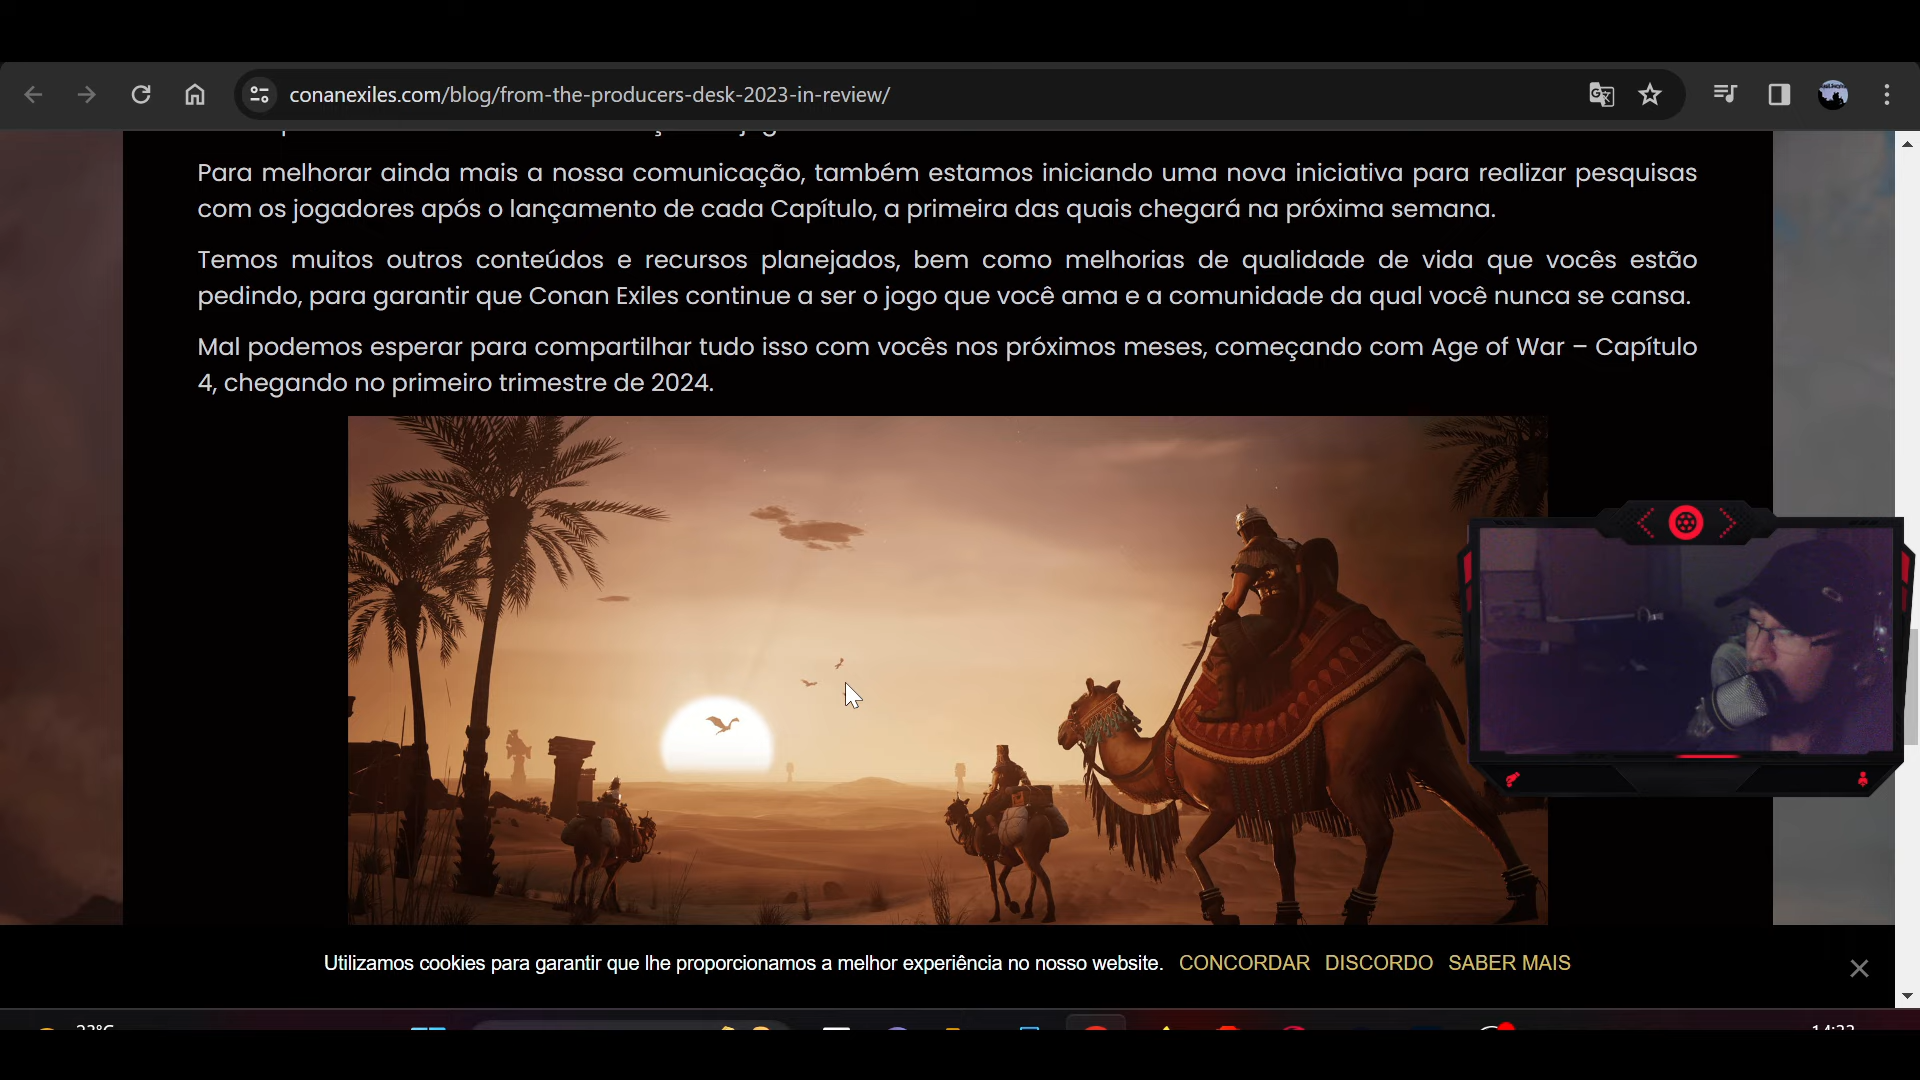 conanexiles.com/blog/from-the-producers-desk-2023-in-review/
Para melhorar ainda mais a nossa comunicação, também estamos iniciando uma nova iniciativa para realizar pesquisas
com os jogadores após o lançamento de cada Capítulo, a primeira das quais chegará na próxima semana.
Temos muitos outros conteúdos e recursos planejados, bem como melhorias de qualidade de vida que vocês estão
pedindo, para garantir que Conan Exiles continue a ser o jogo que você ama e a comunidade da qual você nunca se cansa.
Mal podemos esperar para compartilhar tudo isso com vocês nos próximos meses, começando com Age of War – Capítulo
4, chegando no primeiro trimestre de 2024.
Utilizamos cookies para garantir que lhe proporcionamos a melhor experiência no nosso website. CONCORDAR DISCORDO SABER MAIS